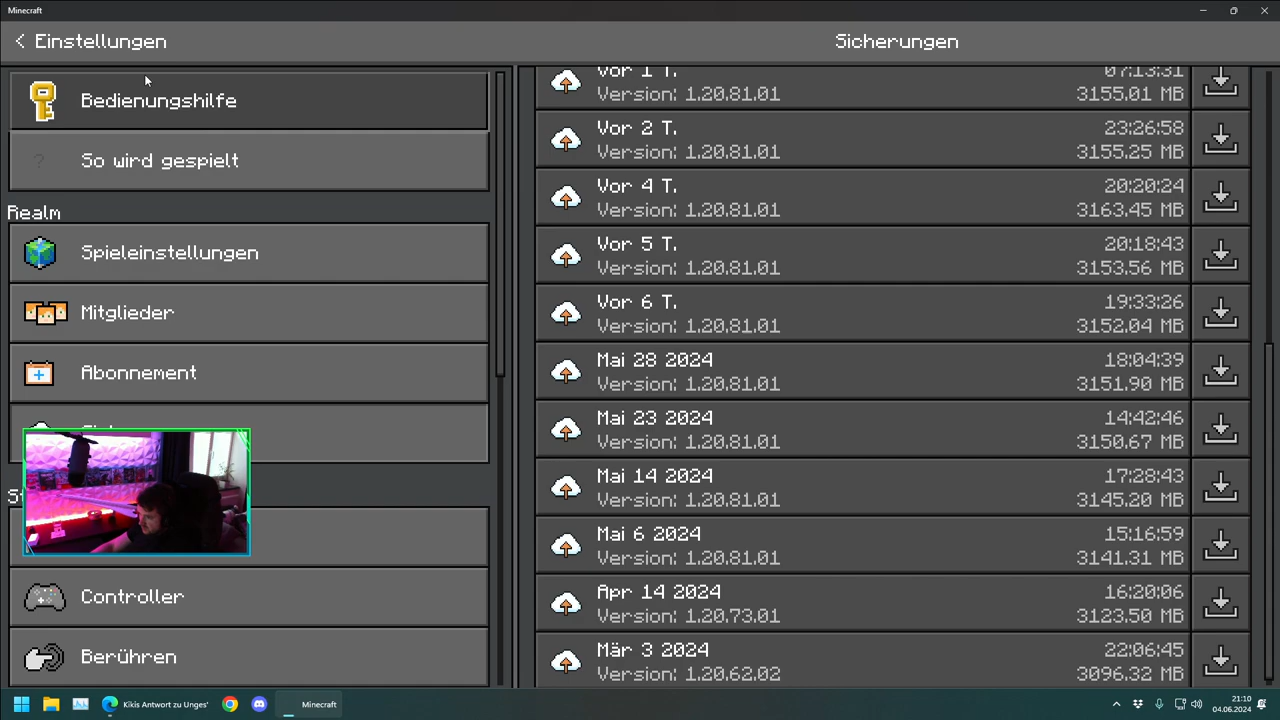 Minecraft
Einstellungen
Sicherungen
Bedienungshilfe
So wird gespielt
Realm
Spieleinstellungen
Mitglieder
Abonnement
Controller
Berühren
Vor 1 T. 07:13:31
Version: 1.20.81.01 3155.01 MB
Vor 2 T. 23:26:58
Version: 1.20.81.01 3155.25 MB
Vor 4 T. 20:20:24
Version: 1.20.81.01 3163.45 MB
Vor 5 T. 20:18:43
Version: 1.20.81.01 3153.56 MB
Vor 6 T. 19:33:26
Version: 1.20.81.01 3152.04 MB
Mai 28 2024 18:04:39
Version: 1.20.81.01 3151.90 MB
Mai 23 2024 14:42:46
Version: 1.20.81.01 3150.67 MB
Mai 14 2024 17:28:43
Version: 1.20.81.01 3145.20 MB
Mai 6 2024 15:16:59
Version: 1.20.81.01 3141.31 MB
Apr 14 2024 16:20:06
Version: 1.20.73.01 3123.50 MB
Mär 3 2024 22:06:45
Version: 1.20.62.02 3096.32 MB
Kikis Antwort zu Unges'
Minecraft
21:10
04.06.2024